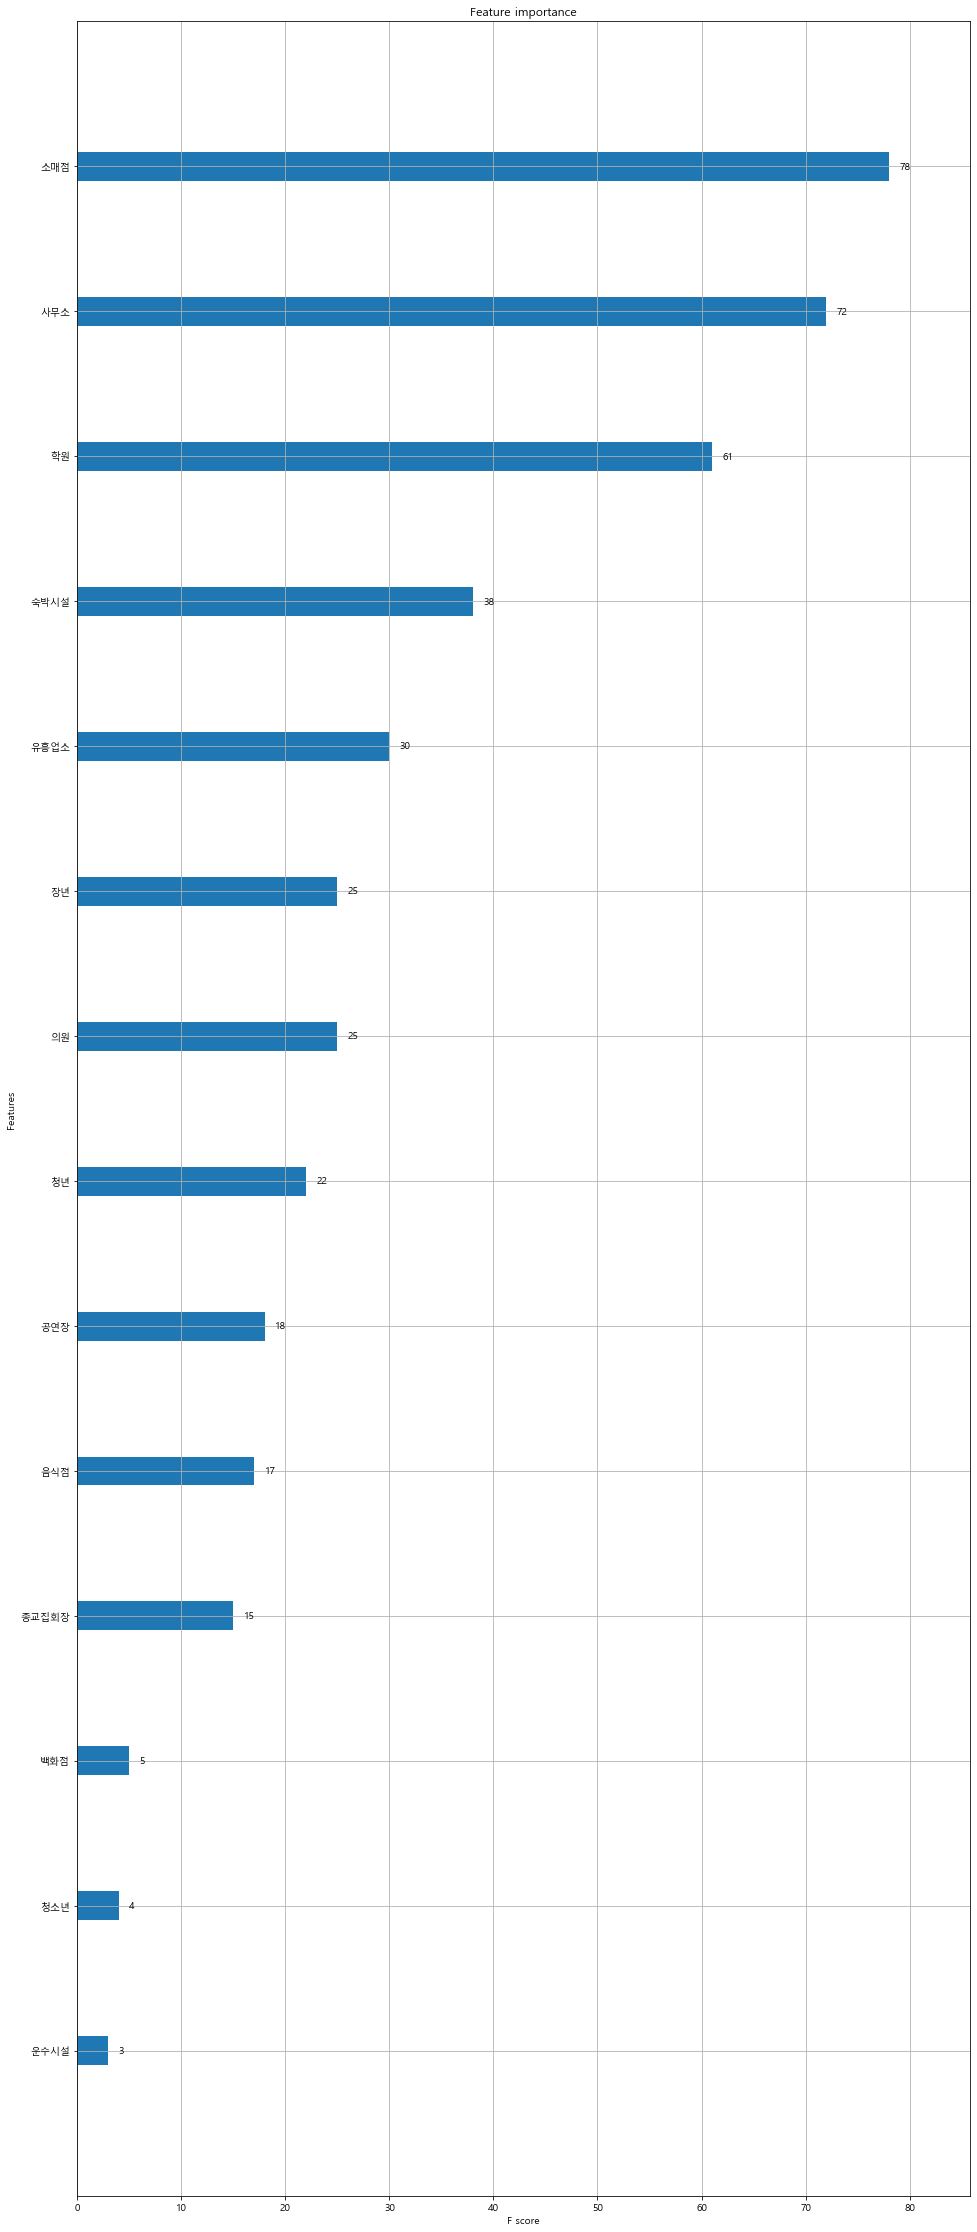 Feature importance
소매점 78
사무소 72
학원 61
숙박시설 38
유흥업소 30
장년 25
의원 25
청년 22
공연장 18
음식점 17
종교집회장 15
백화점 5
청소년 4
운수시설 3
Features
0 10 20 30 40 50 60 70 80
F score